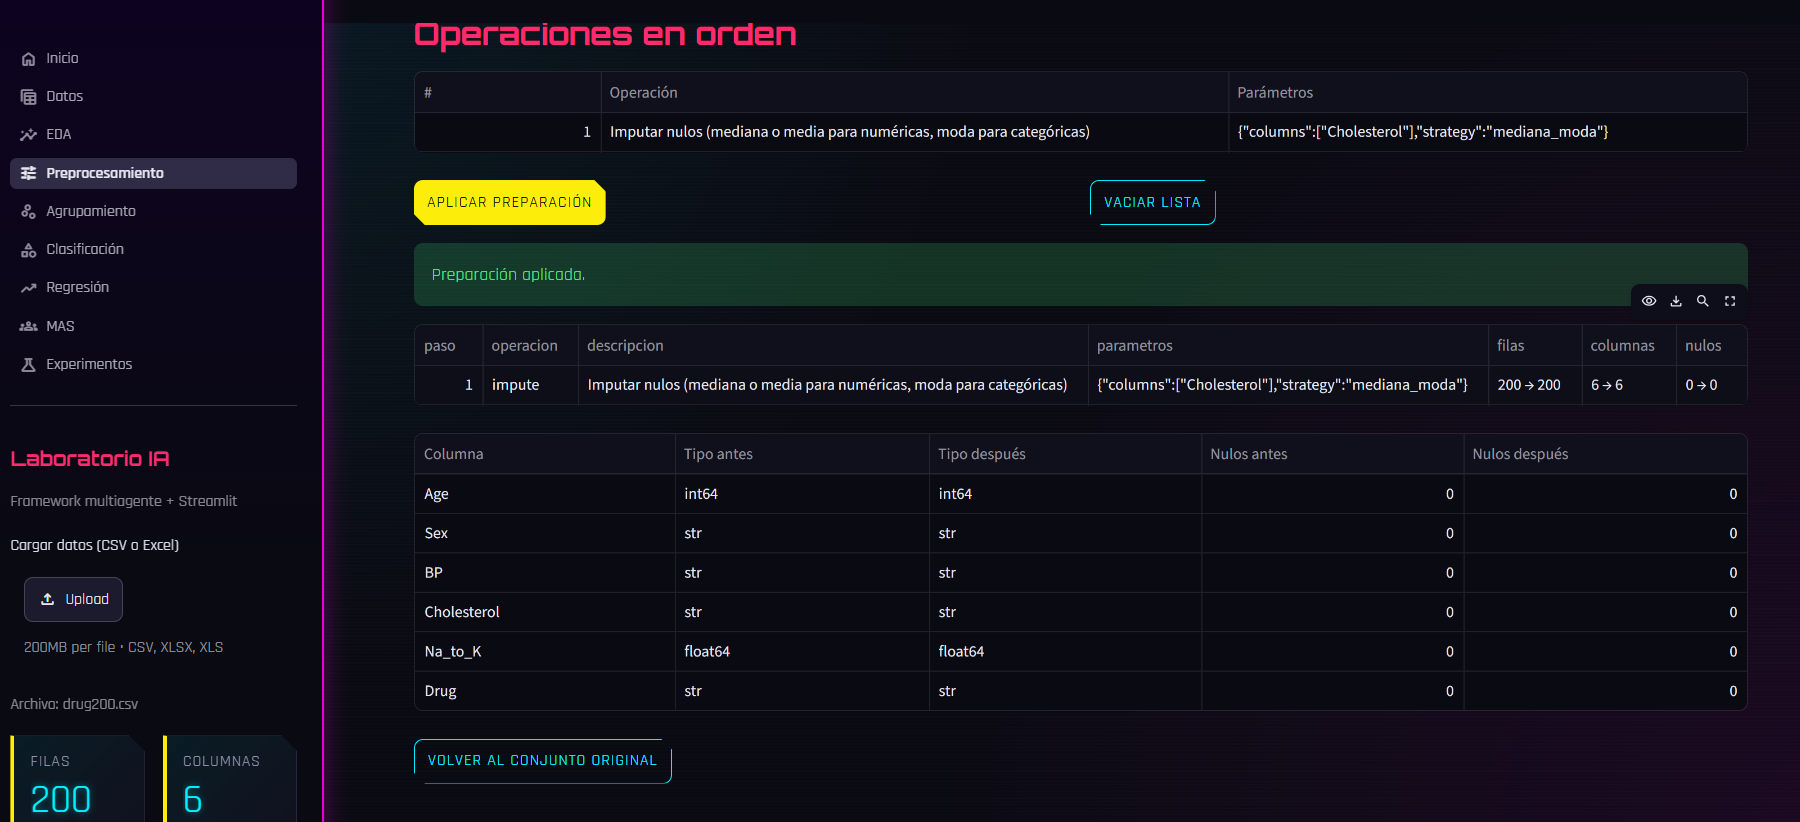 Inicio
Datos
EDA
Preprocesamiento
Agrupamiento
Clasificación
Regresión
MAS
Experimentos
Laboratorio IA
Framework multiagente + Streamlit
Cargar datos (CSV o Excel)
Upload
200MB per file • CSV, XLSX, XLS
Archivo: drug200.csv
FILAS COLUMNAS
200 6
Operaciones en orden
# Operación Parámetros
1 Imputar nulos (mediana o media para numéricas, moda para categóricas) {"columns":["Cholesterol"],"strategy":"mediana_moda"}
APLICAR PREPARACIÓN VACIAR LISTA
Preparación aplicada.
paso operacion descripcion parametros filas columnas nulos
1 impute Imputar nulos (mediana o media para numéricas, moda para categóricas) {"columns":["Cholesterol"],"strategy":"mediana_moda"} 200 → 200 6 → 6 0 → 0
Columna Tipo antes Tipo después Nulos antes Nulos después
Age int64 int64 0 0
Sex str str 0 0
BP str str 0 0
Cholesterol str str 0 0
Na_to_K float64 float64 0 0
Drug str str 0 0
VOLVER AL CONJUNTO ORIGINAL